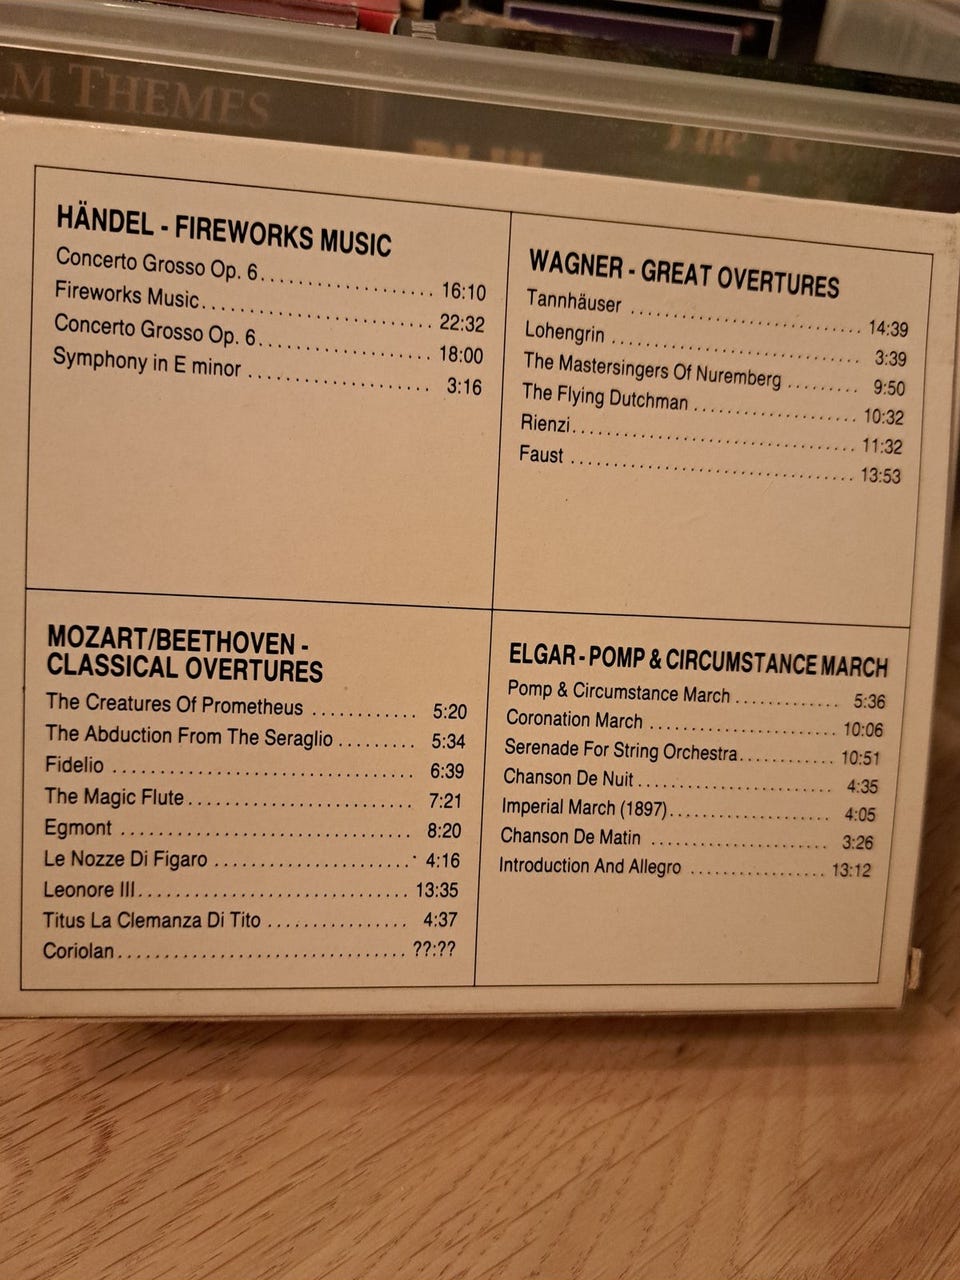 LM THEMES
HÄNDEL - FIREWORKS MUSIC
Concerto Grosso Op. 6 16:10
Fireworks Music 22:32
Concerto Grosso Op. 6 18:00
Symphony in E minor 3:16
WAGNER - GREAT OVERTURES
Tannhäuser 14:39
Lohengrin 3:39
The Mastersingers Of Nuremberg 9:50
The Flying Dutchman 10:32
Rienzi 11:32
Faust 13:53
MOZART/BEETHOVEN -
CLASSICAL OVERTURES
The Creatures Of Prometheus 5:20
The Abduction From The Seraglio 5:34
Fidelio 6:39
The Magic Flute 7:21
Egmont 8:20
Le Nozze Di Figaro 4:16
Leonore III 13:35
Titus La Clemanza Di Tito 4:37
Coriolan ??:??
ELGAR - POMP & CIRCUMSTANCE MARCH
Pomp & Circumstance March 5:36
Coronation March 10:06
Serenade For String Orchestra 10:51
Chanson De Nuit 4:35
Imperial March (1897) 4:05
Chanson De Matin 3:26
Introduction And Allegro 13:12